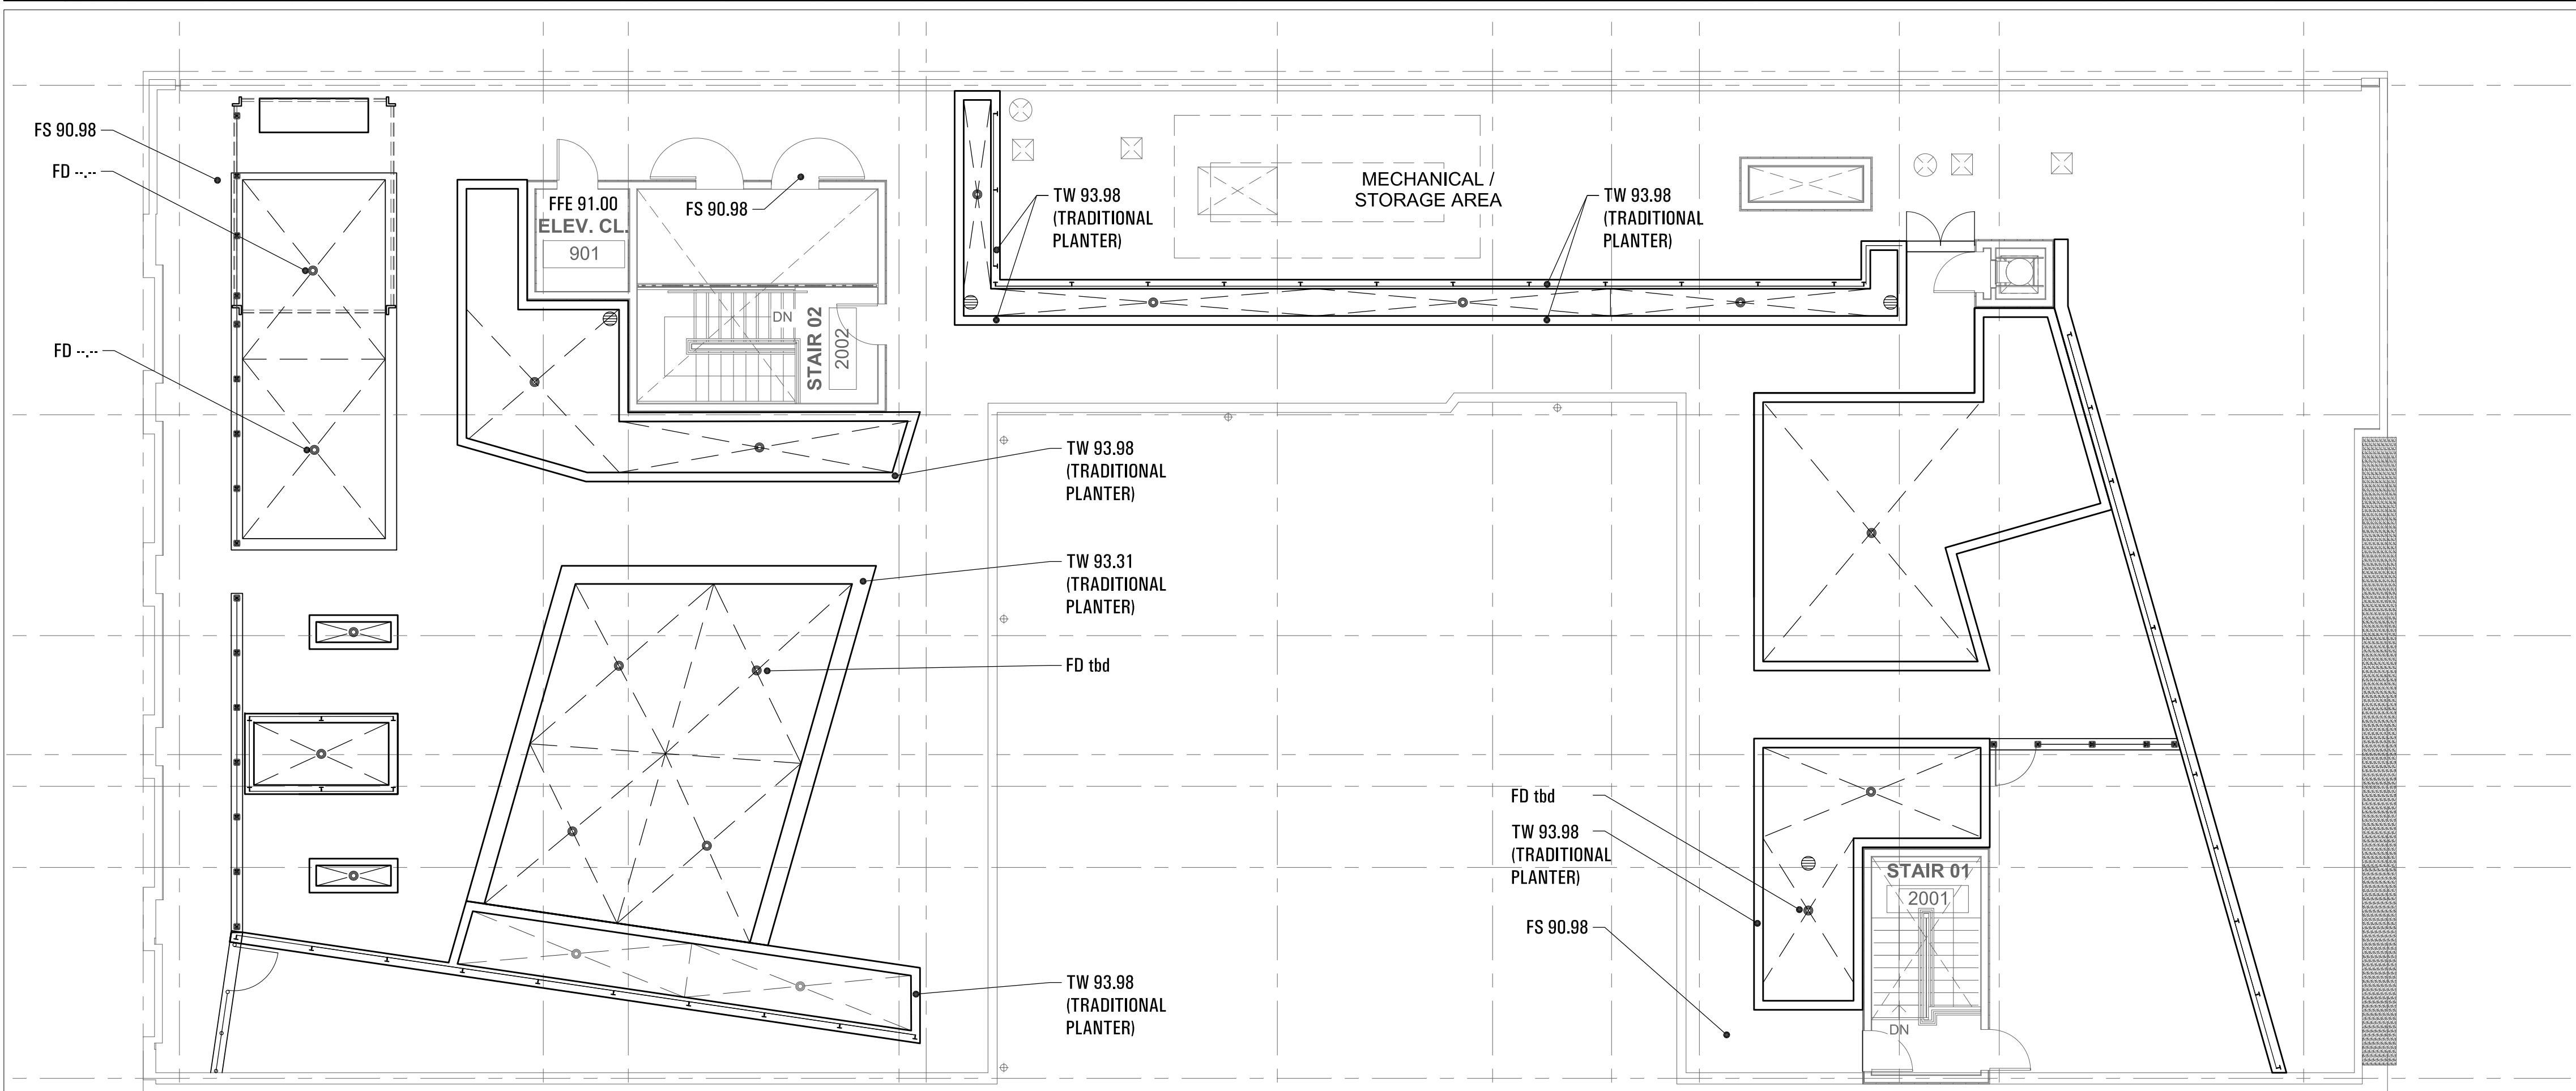 FS 90.98
FD --.--
FD --.--
FFE 91.00
ELEV. CL.
901
FS 90.98
DN
STAIR 02
2002
TW 93.98
(TRADITIONAL
PLANTER)
MECHANICAL /
STORAGE AREA
TW 93.98
(TRADITIONAL
PLANTER)
TW 93.98
(TRADITIONAL
PLANTER)
TW 93.31
(TRADITIONAL
PLANTER)
FD tbd
TW 93.98
(TRADITIONAL
PLANTER)
FD tbd
TW 93.98
(TRADITIONAL
PLANTER)
FS 90.98
STAIR 01
2001
DN